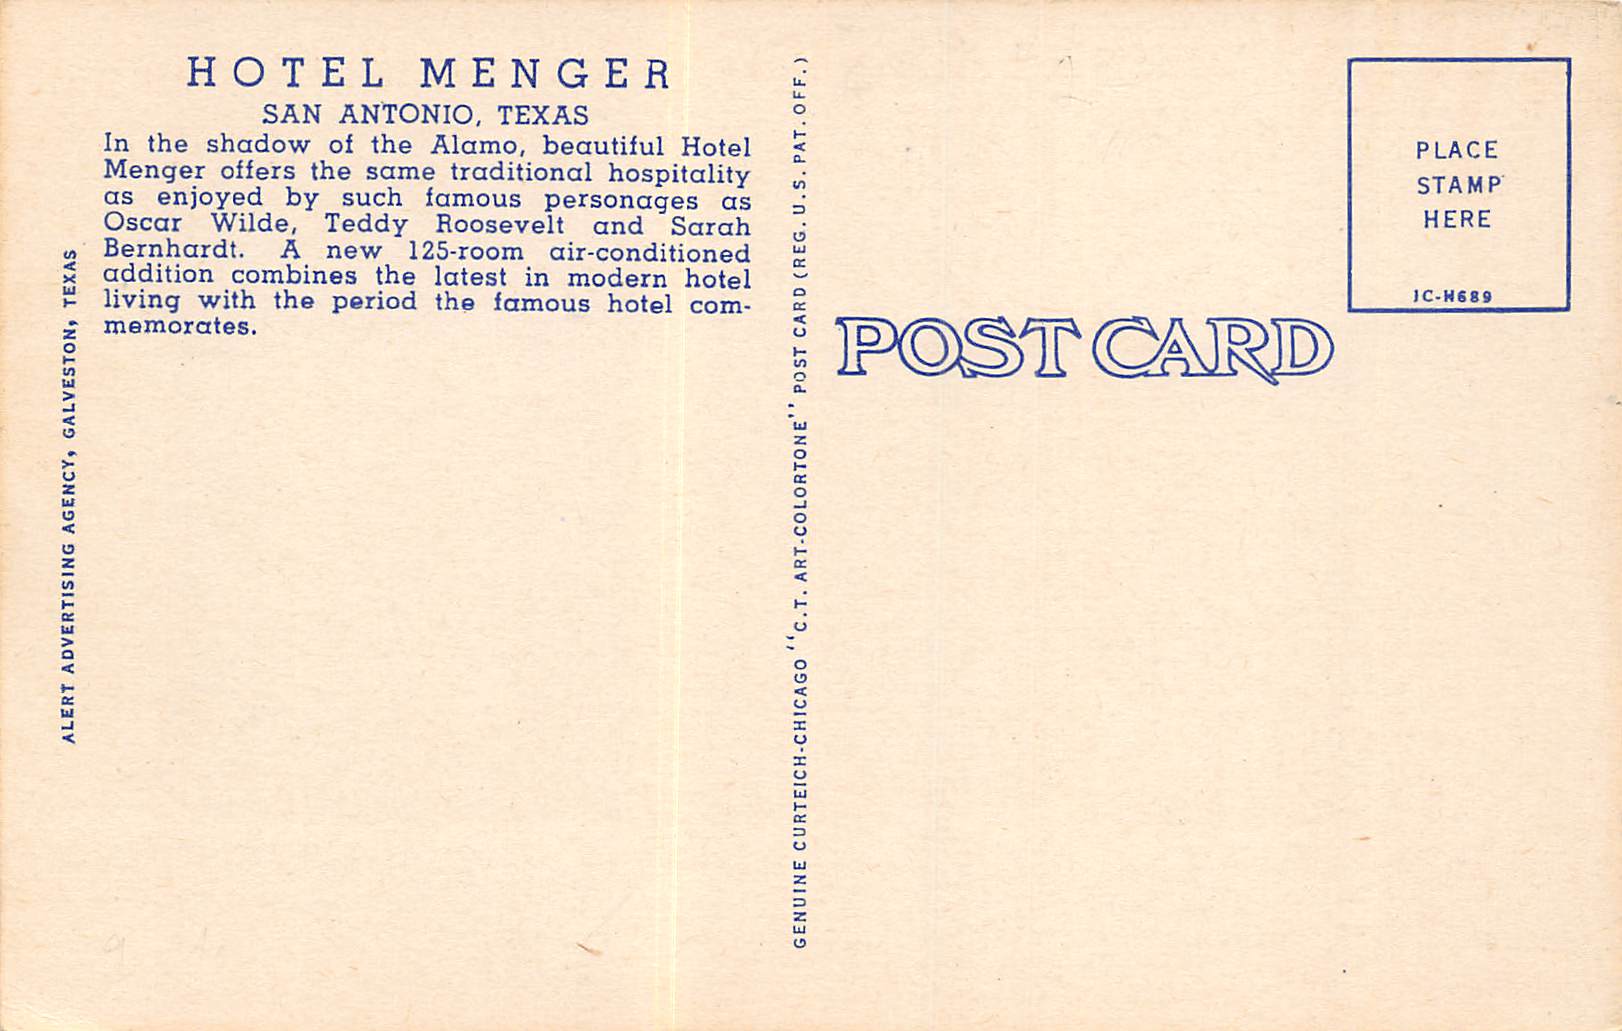 HOTEL MENGER
SAN ANTONIO, TEXAS
In the shadow of the Alamo, beautiful Hotel
Menger offers the same traditional hospitality
as enjoyed by such famous personages as
Oscar Wilde, Teddy Roosevelt and Sarah
Bernhardt. A new 125-room air-conditioned
addition combines the latest in modern hotel
living with the period the famous hotel com-
memorates.
ALERT ADVERTISING AGENCY, GALVESTON, TEXAS
GENUINE CURTEICH-CHICAGO "C.T. ART-COLORTONE" POST CARD (REG. U.S. PAT. OFF.)
POST CARD
PLACE
STAMP
HERE
1C-H689